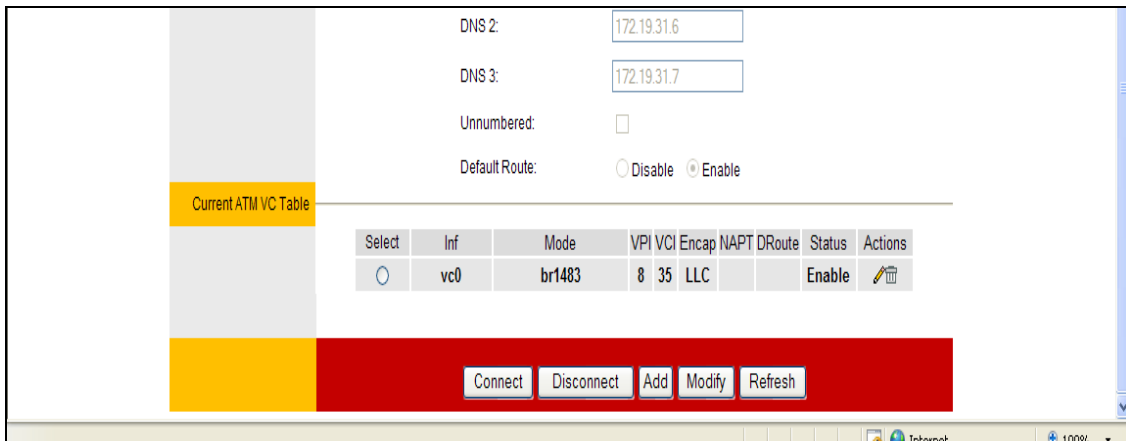 DNS 2: 172.19.31.6
DNS 3: 172.19.31.7
Unnumbered:
Default Route: Disable Enable
Current ATM VC Table
Select Inf Mode VPI VCI Encap NAPT DRoute Status Actions
vc0 br1483 8 35 LLC Enable
Connect Disconnect Add Modify Refresh
Internet 100%